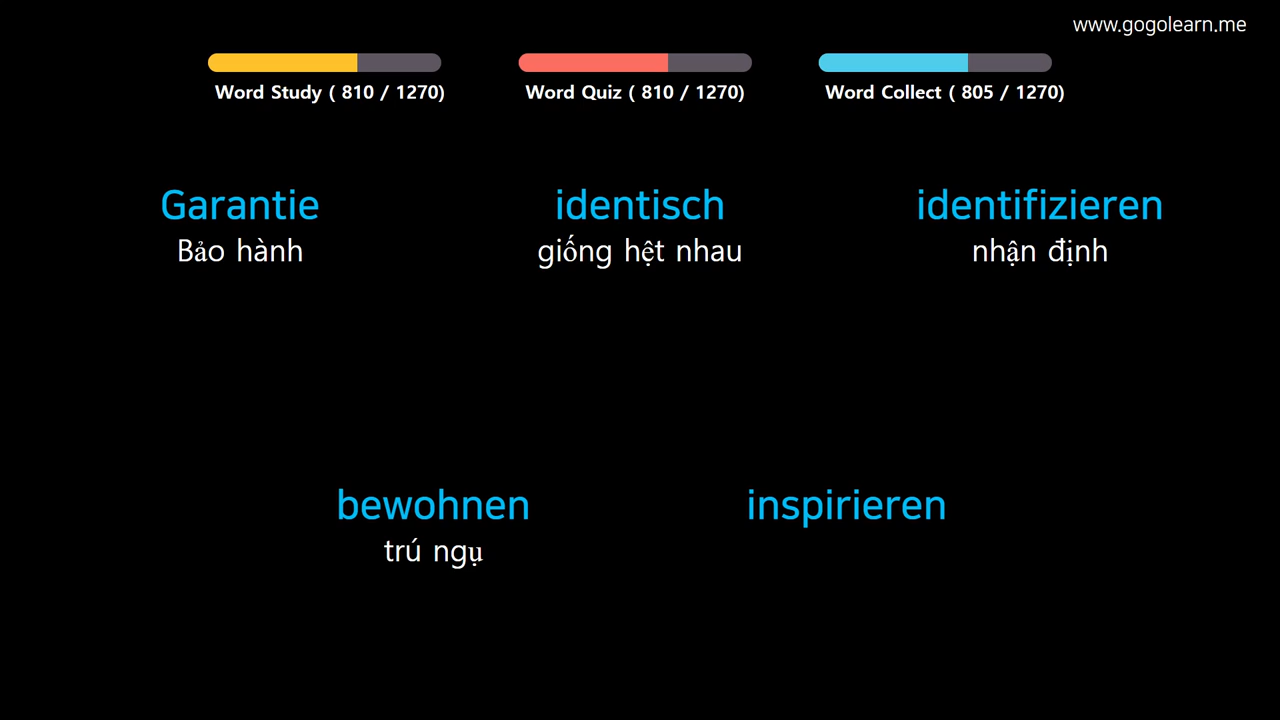 www.gogolearn.me
Word Study ( 810 / 1270)
Word Quiz ( 810 / 1270)
Word Collect ( 805 / 1270)
Garantie
Bảo hành
identisch
giống hệt nhau
identifizieren
nhận định
bewohnen
trú ngụ
inspirieren